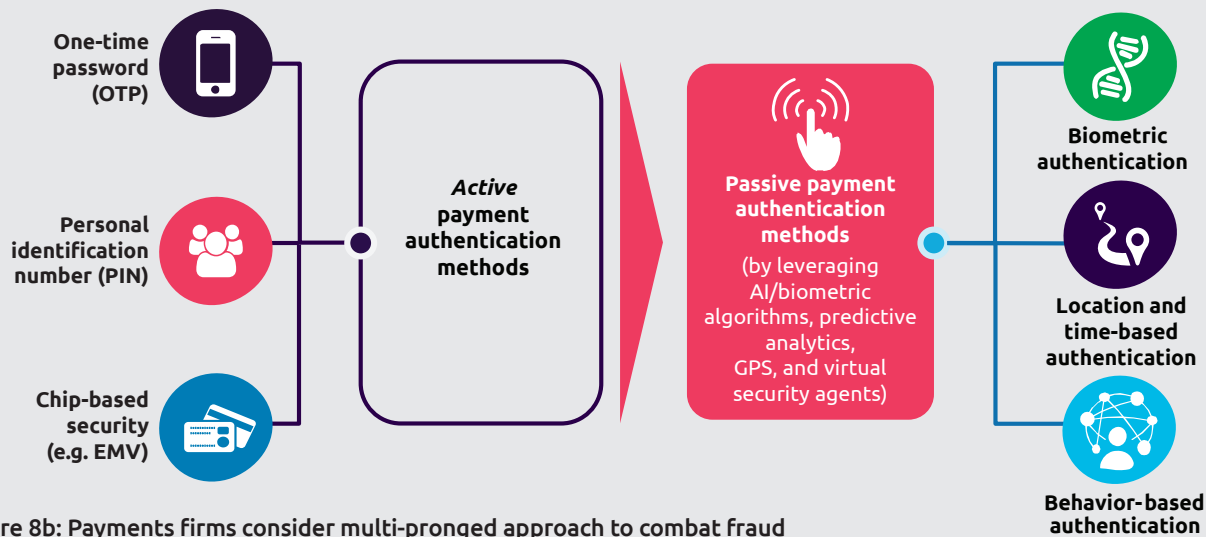 One-time
password
(OTP)
Personal
identification
number (PIN)
Chip-based
security
(e.g. EMV)
Active
payment
authentication
methods
Passive payment
authentication
methods
(by leveraging
AI/biometric
algorithms, predictive
analytics,
GPS, and virtual
security agents)
Biometric
authentication
Location and
time-based
authentication
Behavior-based
authentication
re 8b: Payments firms consider multi-pronged approach to combat fraud